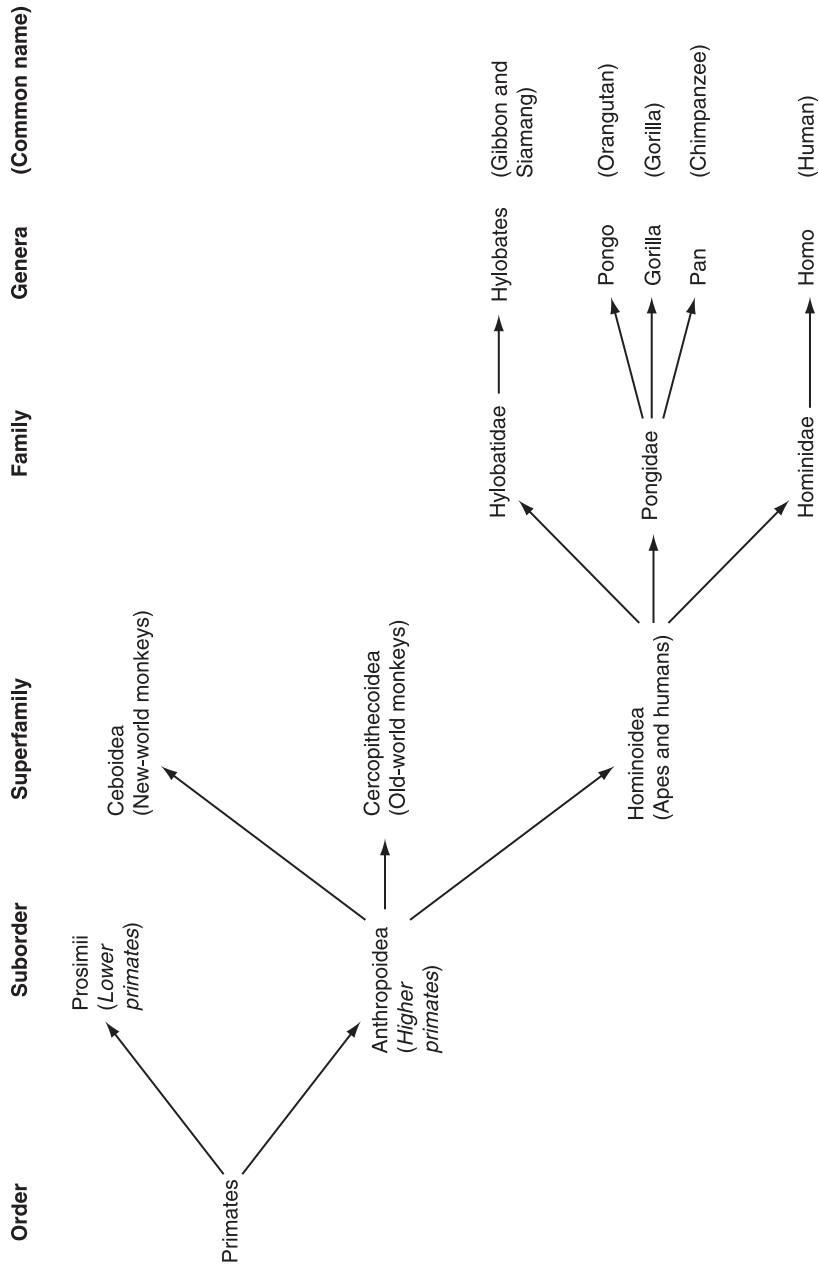 Order
Suborder
Superfamily
Family
Genera
(Common name)
Primates
Prosimii
(Lower
primates)
Anthropoidea
(Higher
primates)
Ceboidea
(New-world monkeys)
Cercopithecoidea
(Old-world monkeys)
Hominoidea
(Apes and humans)
Hylobatidae
Hylobates
(Gibbon and
Siamang)
Pongidae
Pongo
(Orangutan)
Gorilla
(Gorilla)
Pan
(Chimpanzee)
Hominidae
Homo
(Human)